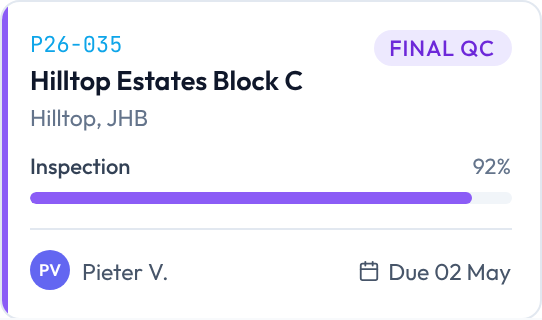 P26-035
FINAL QC
Hilltop Estates Block C
Hilltop, JHB
Inspection 92%
PV Pieter V. Due 02 May